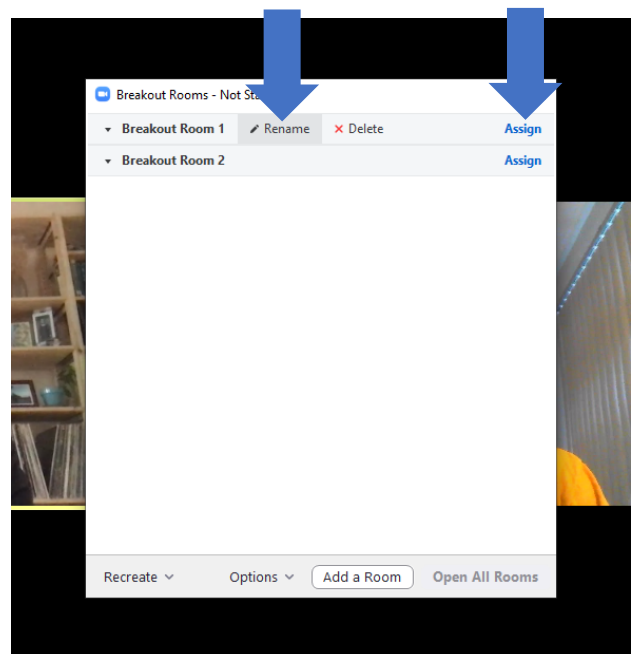 Breakout Rooms - Not St
Breakout Room 1 Rename Delete Assign
Breakout Room 2 Assign
Recreate Options Add a Room Open All Rooms